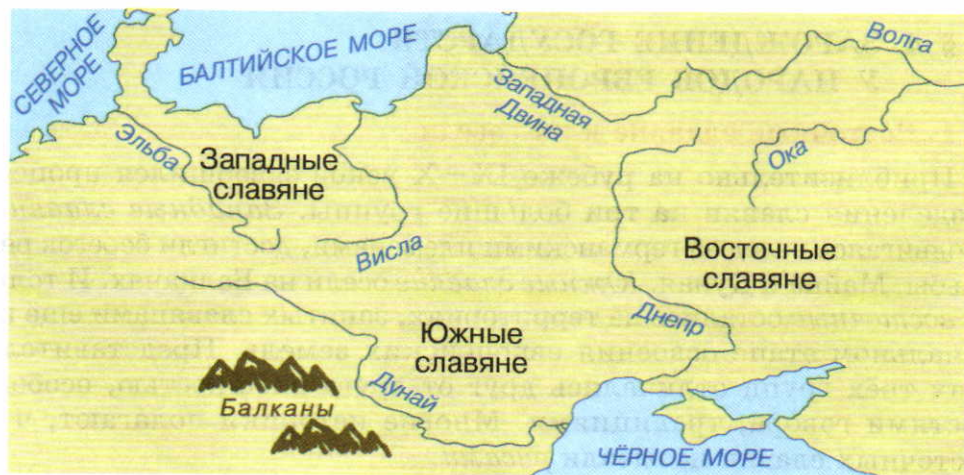 СЕВЕРНОЕ
МОРЕ
БАЛТИЙСКОЕ МОРЕ
Волга
Западная
Двина
Эльба
Западные
славяне
Ока
Висла
Восточные
славяне
Днепр
Южные
славяне
Дунай
Балканы
ЧЁРНОЕ МОРЕ